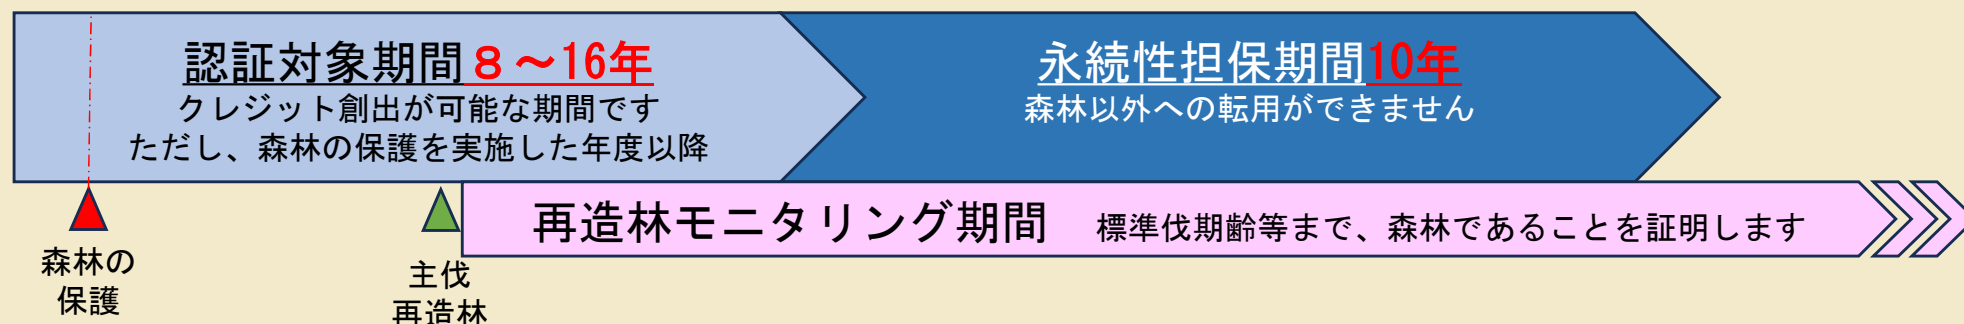 認証対象期間８～16年
クレジット創出が可能な期間です
ただし、森林の保護を実施した年度以降
永続性担保期間10年
森林以外への転用ができません
再造林モニタリング期間 標準伐期齢等まで、森林であることを証明します
森林の
保護
主伐
再造林